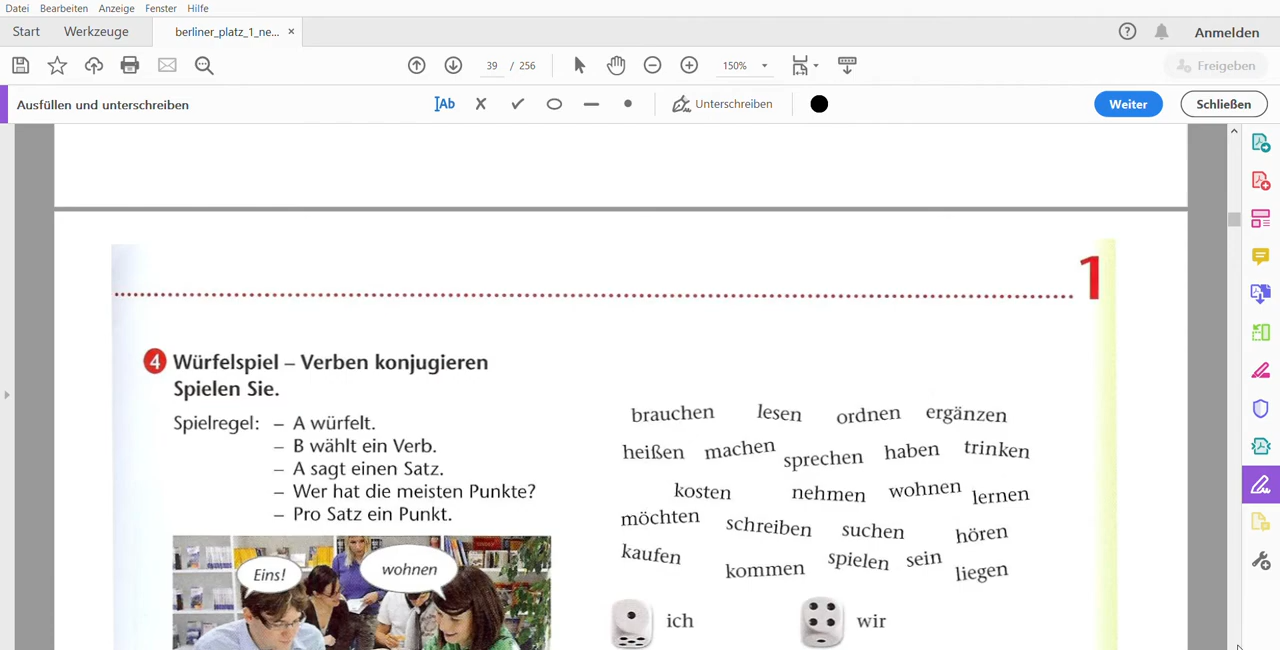 Datei Bearbeiten Anzeige Fenster Hilfe
Start Werkzeuge berliner_platz_1_ne... × ? Anmelden
39 / 256 150% Freigeben
Ausfüllen und unterschreiben Ab Unterschreiben Weiter Schließen
1
4 Würfelspiel – Verben konjugieren
Spielen Sie.
Spielregel: – A würfelt.
– B wählt ein Verb.
– A sagt einen Satz.
– Wer hat die meisten Punkte?
– Pro Satz ein Punkt.
Eins! wohnen
brauchen lesen ordnen ergänzen
heißen machen sprechen haben trinken
kosten nehmen wohnen lernen
möchten schreiben suchen hören
kaufen kommen spielen sein liegen
ich wir